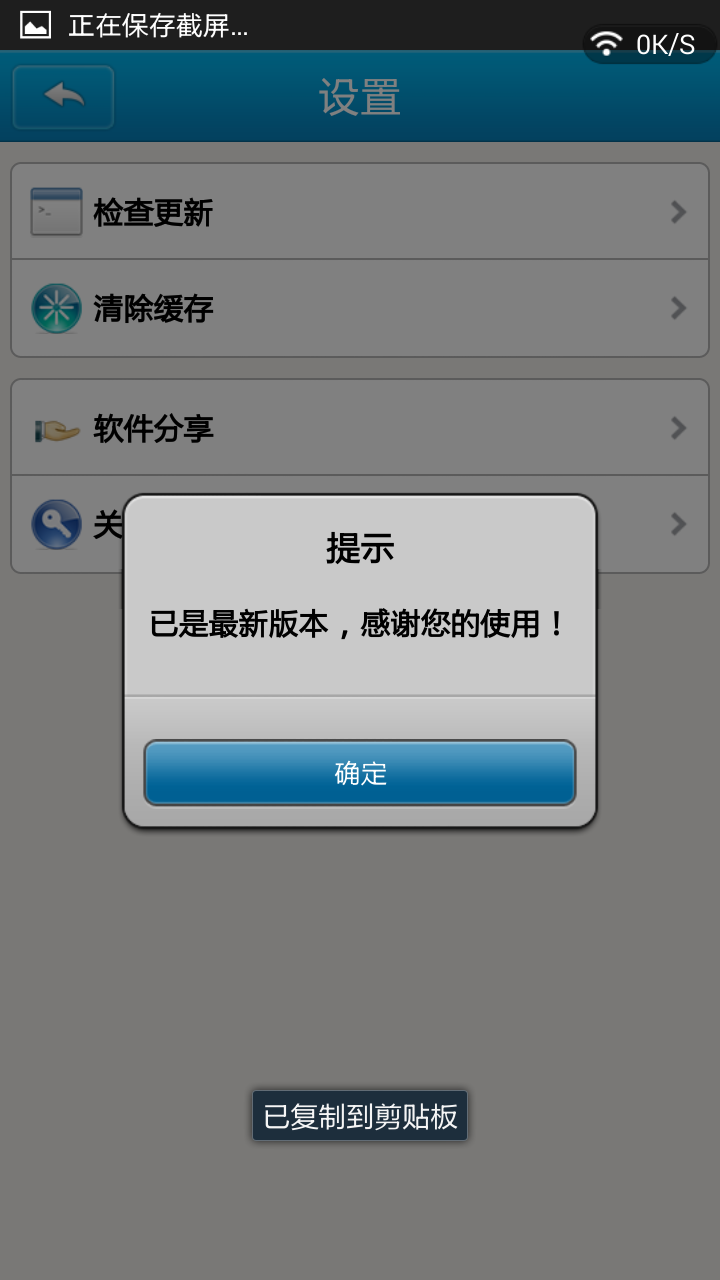 正在保存截屏...
0K/S
设置
检查更新
清除缓存
软件分享
关
提示
已是最新版本，感谢您的使用！
确定
已复制到剪贴板